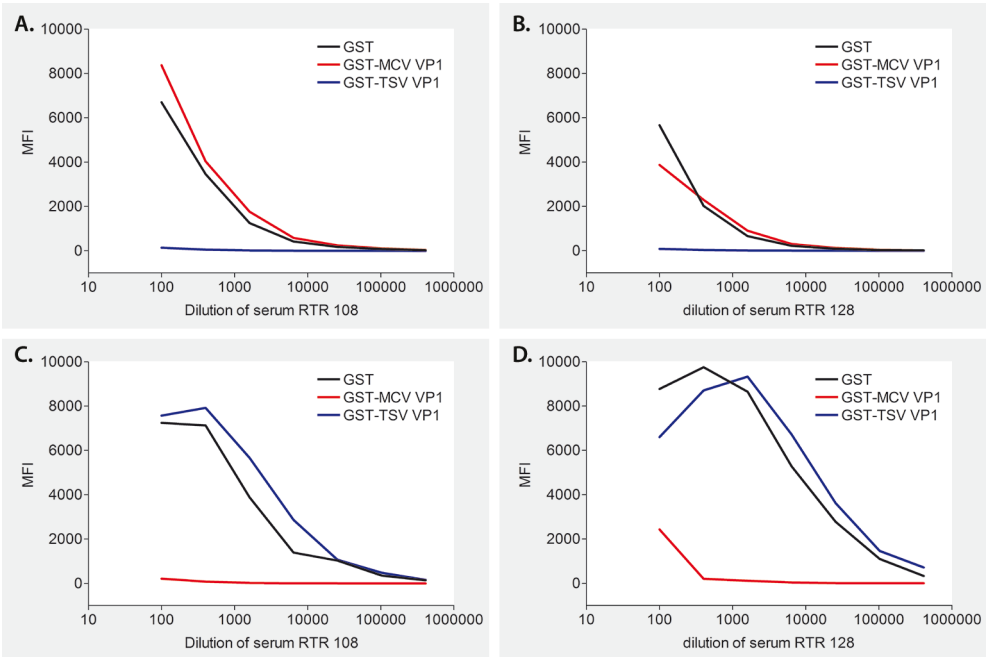 A.
10000
8000
6000
4000
2000
0
MFI
GST
GST-MCV VP1
GST-TSV VP1
10 100 1000 10000 100000 1000000
Dilution of serum RTR 108
B.
10000
8000
6000
4000
2000
0
MFI
GST
GST-MCV VP1
GST-TSV VP1
10 100 1000 10000 100000 1000000
dilution of serum RTR 128
C.
10000
8000
6000
4000
2000
0
MFI
GST
GST-MCV VP1
GST-TSV VP1
10 100 1000 10000 100000 1000000
Dilution of serum RTR 108
D.
10000
8000
6000
4000
2000
0
MFI
GST
GST-MCV VP1
GST-TSV VP1
10 100 1000 10000 100000 1000000
dilution of serum RTR 128